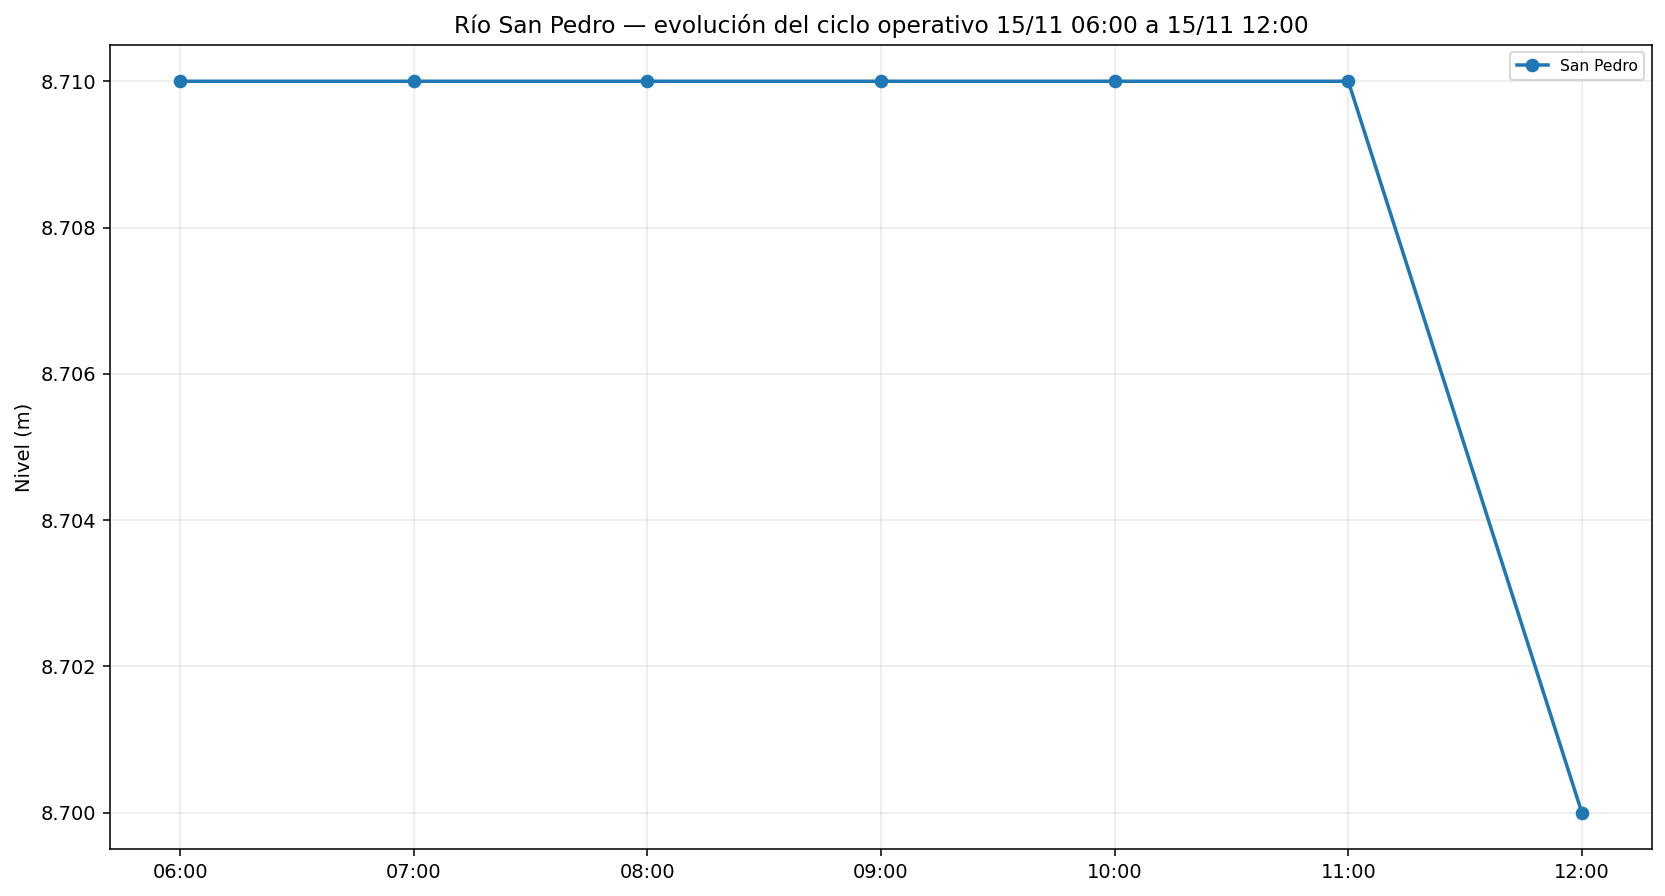 Río San Pedro — evolución del ciclo operativo 15/11 06:00 a 15/11 12:00
San Pedro
Nivel (m)
8.710
8.708
8.706
8.704
8.702
8.700
06:00 07:00 08:00 09:00 10:00 11:00 12:00